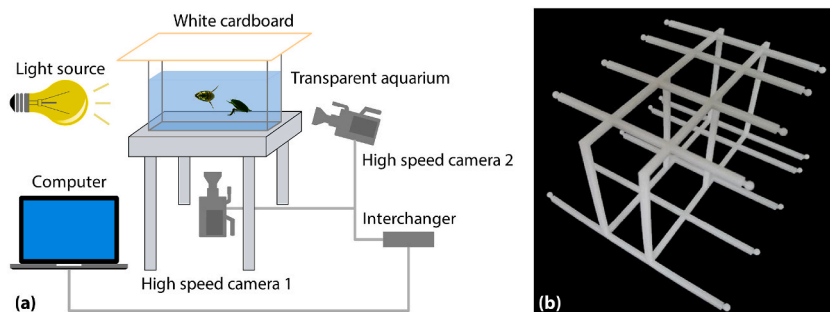 White cardboard
Light source
Transparent aquarium
High speed camera 2
Computer
Interchanger
High speed camera 1
(a)
(b)